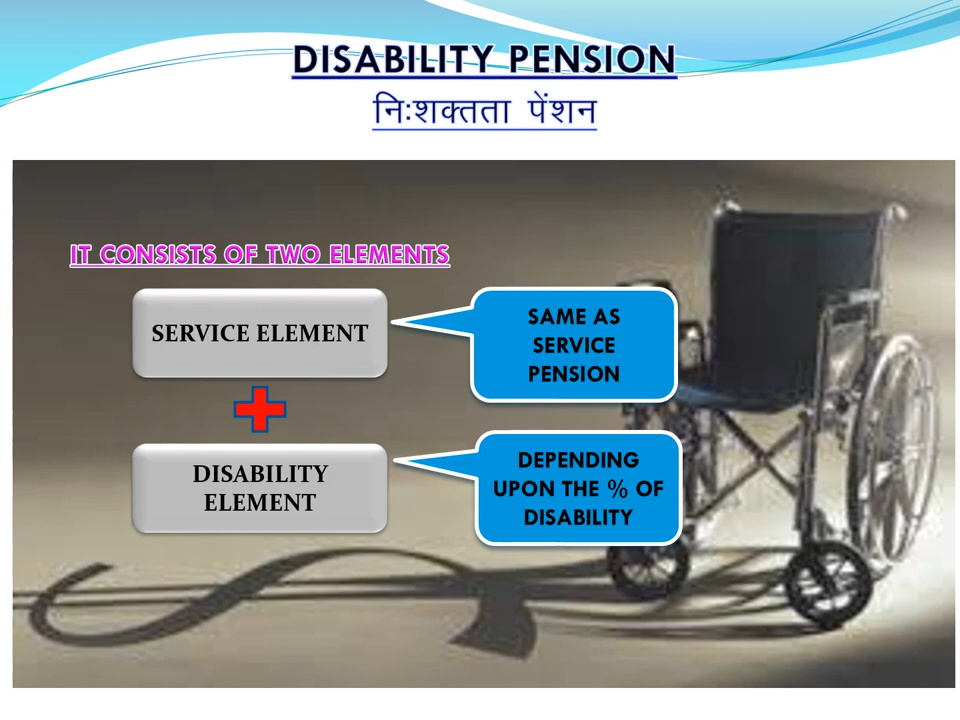 DISABILITY PENSION
निःशक्तता पेंशन
IT CONSISTS OF TWO ELEMENTS
SERVICE ELEMENT
SAME AS
SERVICE
PENSION
DISABILITY
ELEMENT
DEPENDING
UPON THE % OF
DISABILITY